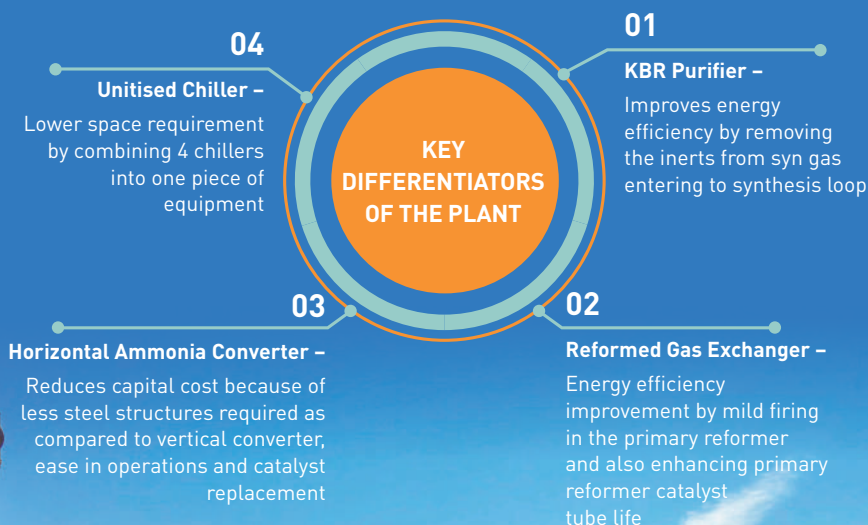 KEY
DIFFERENTIATORS
OF THE PLANT
01
KBR Purifier –
Improves energy
efficiency by removing
the inerts from syn gas
entering to synthesis loop
02
Reformed Gas Exchanger –
Energy efficiency
improvement by mild firing
in the primary reformer
and also enhancing primary
reformer catalyst
tube life
03
Horizontal Ammonia Converter –
Reduces capital cost because of
less steel structures required as
compared to vertical converter,
ease in operations and catalyst
replacement
04
Unitised Chiller –
Lower space requirement
by combining 4 chillers
into one piece of
equipment